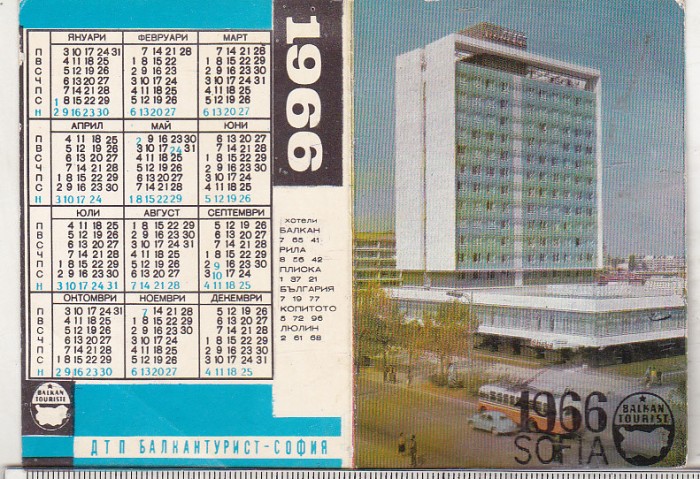 ЯНУАРИ ФЕВРУАРИ МАРТ
П 3 10 17 24 31 7 14 21 28 7 14 21 28
В 4 11 18 25 1 8 15 22 1 8 15 22 29
С 5 12 19 26 2 9 16 23 2 9 16 23 30
Ч 6 13 20 27 3 10 17 24 3 10 17 24 31
П 7 14 21 28 4 11 18 25 4 11 18 25
С 1 8 15 22 29 5 12 19 26 5 12 19 26
Н 2 9 16 23 30 6 13 20 27 6 13 20 27
АПРИЛ МАЙ ЮНИ
П 4 11 18 25 2 9 16 23 30 6 13 20 27
В 5 12 19 26 3 10 17 24 31 7 14 21 28
С 6 13 20 27 4 11 18 25 1 8 15 22 29
Ч 7 14 21 28 5 12 19 26 2 9 16 23 30
П 1 8 15 22 29 6 13 20 27 3 10 17 24
С 2 9 16 23 30 7 14 21 28 4 11 18 25
Н 3 10 17 24 1 8 15 22 29 5 12 19 26
ЮЛИ АВГУСТ СЕПТЕМВРИ
П 4 11 18 25 1 8 15 22 29 5 12 19 26
В 5 12 19 26 2 9 16 23 30 6 13 20 27
С 6 13 20 27 3 10 17 24 31 7 14 21 28
Ч 7 14 21 28 4 11 18 25 1 8 15 22 29
П 1 8 15 22 29 5 12 19 26 2 9 16 23 30
С 2 9 16 23 30 6 13 20 27 3 10 17 24
Н 3 10 17 24 31 7 14 21 28 4 11 18 25
ОКТОМВРИ НОЕМВРИ ДЕКЕМВРИ
П 3 10 17 24 31 7 14 21 28 5 12 19 26
В 4 11 18 25 1 8 15 22 29 6 13 20 27
С 5 12 19 26 2 9 16 23 30 7 14 21 28
Ч 6 13 20 27 3 10 17 24 1 8 15 22 29
П 7 14 21 28 4 11 18 25 2 9 16 23 30
С 1 8 15 22 29 5 12 19 26 3 10 17 24 31
Н 2 9 16 23 30 6 13 20 27 4 11 18 25
BALKAN
TOURISTE
ДТП БАЛКАНТУРИСТ-СОФИЯ
1966
хотели
БАЛКАН
7 65 41
РИЛА
8 56 42
ПЛИСКА
1 37 21
БЪЛГАРИЯ
7 19 77
КОПИТОТО
5 72 96
ЛЮЛИН
2 61 68
1966
SOFIA
BALKAN
TOURIST